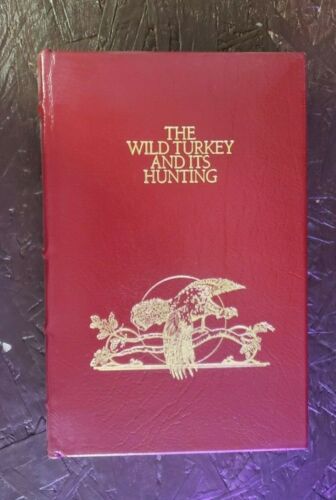 THE
WILD TURKEY
AND ITS
HUNTING